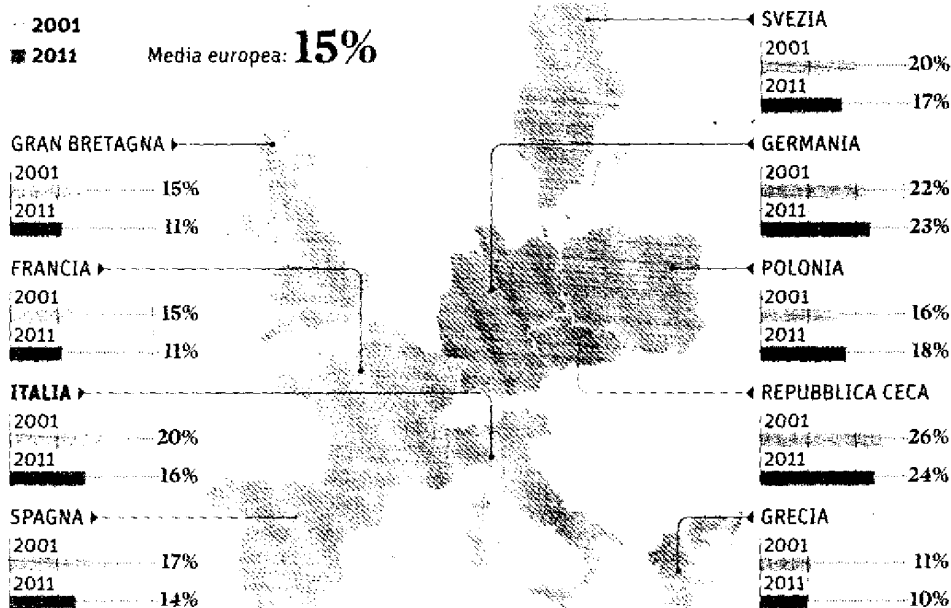 2001
2011
Media europea: 15%
GRAN BRETAGNA
2001 15%
2011 11%
FRANCIA
2001 15%
2011 11%
ITALIA
2001 20%
2011 16%
SPAGNA
2001 17%
2011 14%
SVEZIA
2001 20%
2011 17%
GERMANIA
2001 22%
2011 23%
POLONIA
2001 16%
2011 18%
REPUBBLICA CECA
2001 26%
2011 24%
GRECIA
2001 11%
2011 10%